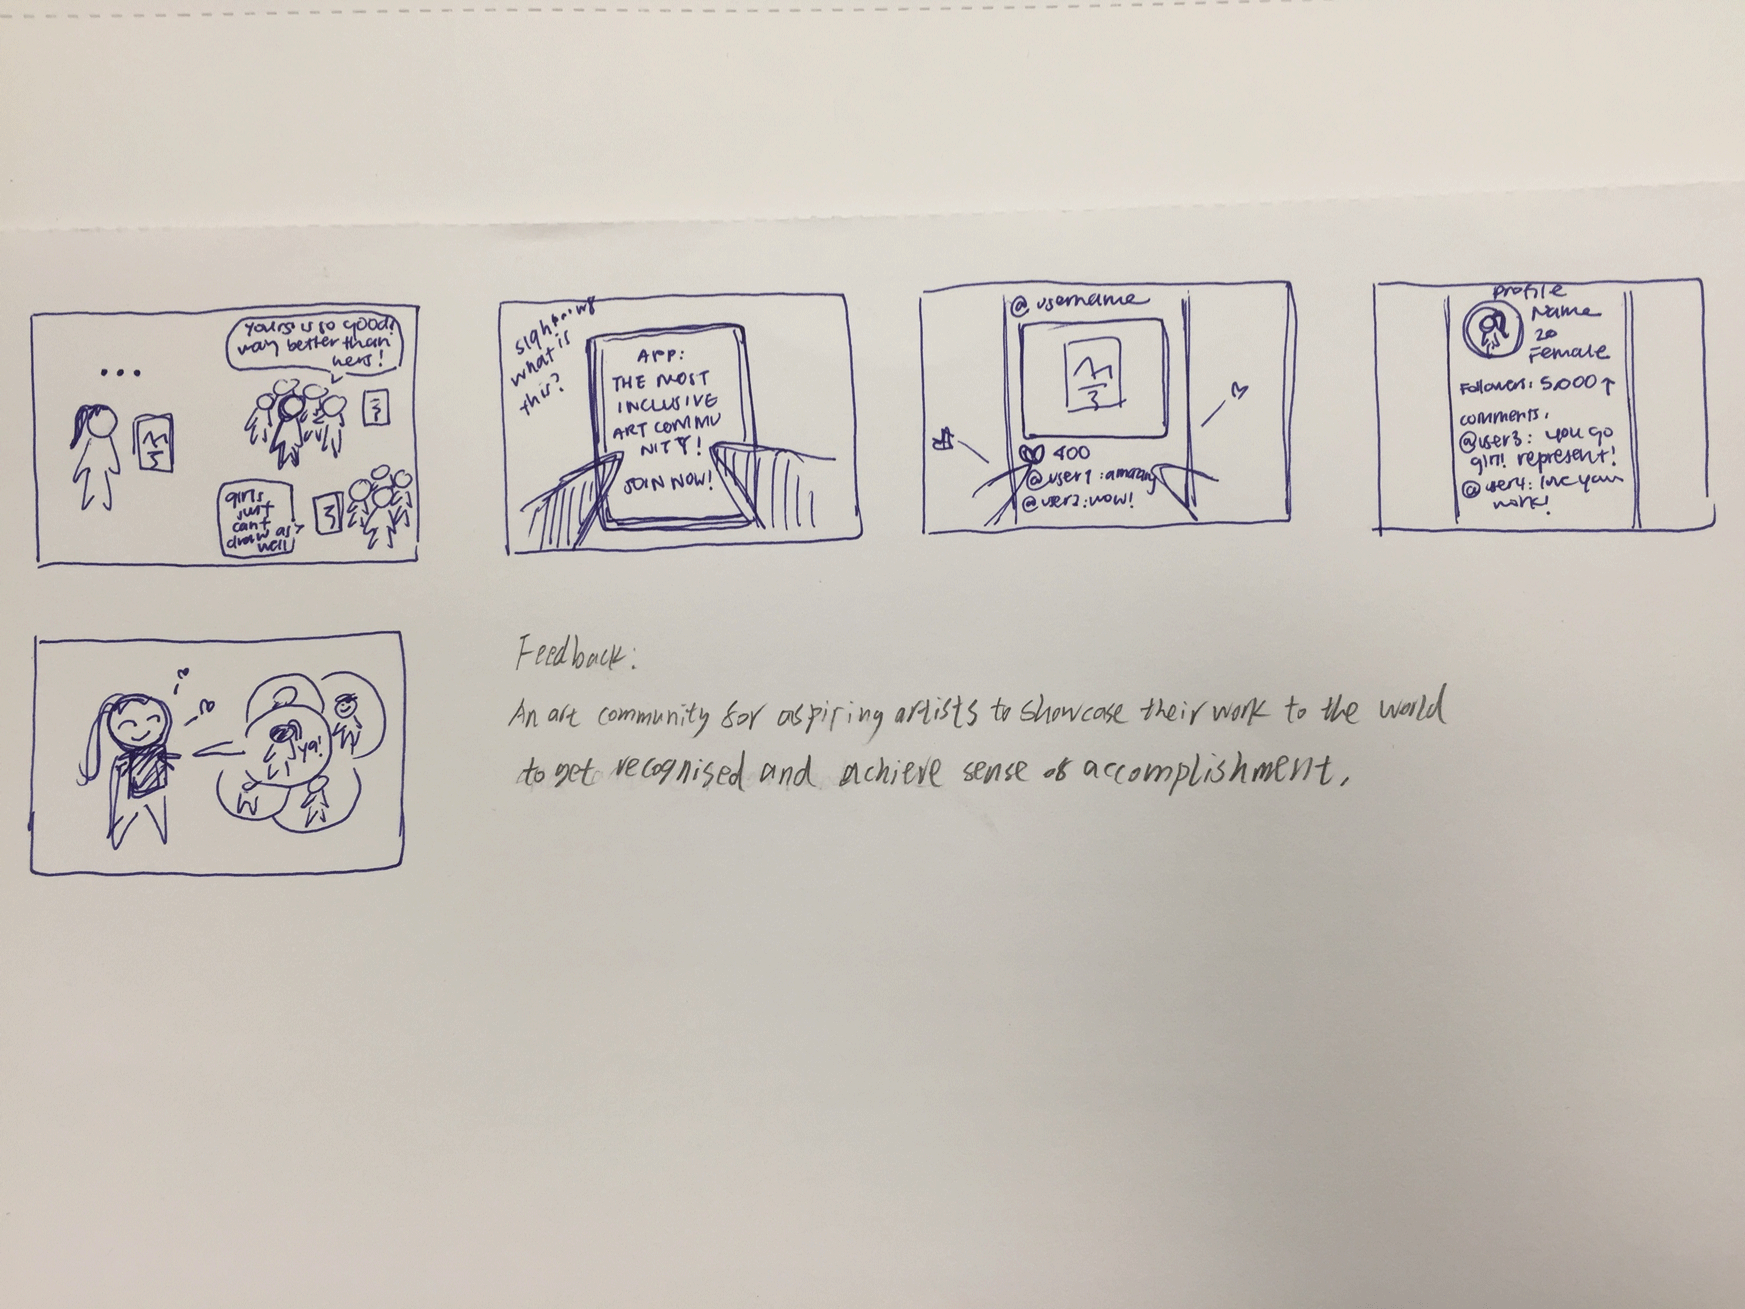 ...
Yours is so good!
way better than
hers!
girls
just
can't
draw as
well
what is
this?
APP:
THE MOST
INCLUSIVE
ART COMMU
NITY!
JOIN NOW!
@username
400
@user1: amazing
@user2: wow!
profile
Name
20
Female
Followers: 5,000↑
comments:
@user3: you go
girl! represent!
@user4: love your
work!
ya!
Feedback:
An art community for aspiring artists to showcase their work to the world
to get recognised and achieve sense of accomplishment.